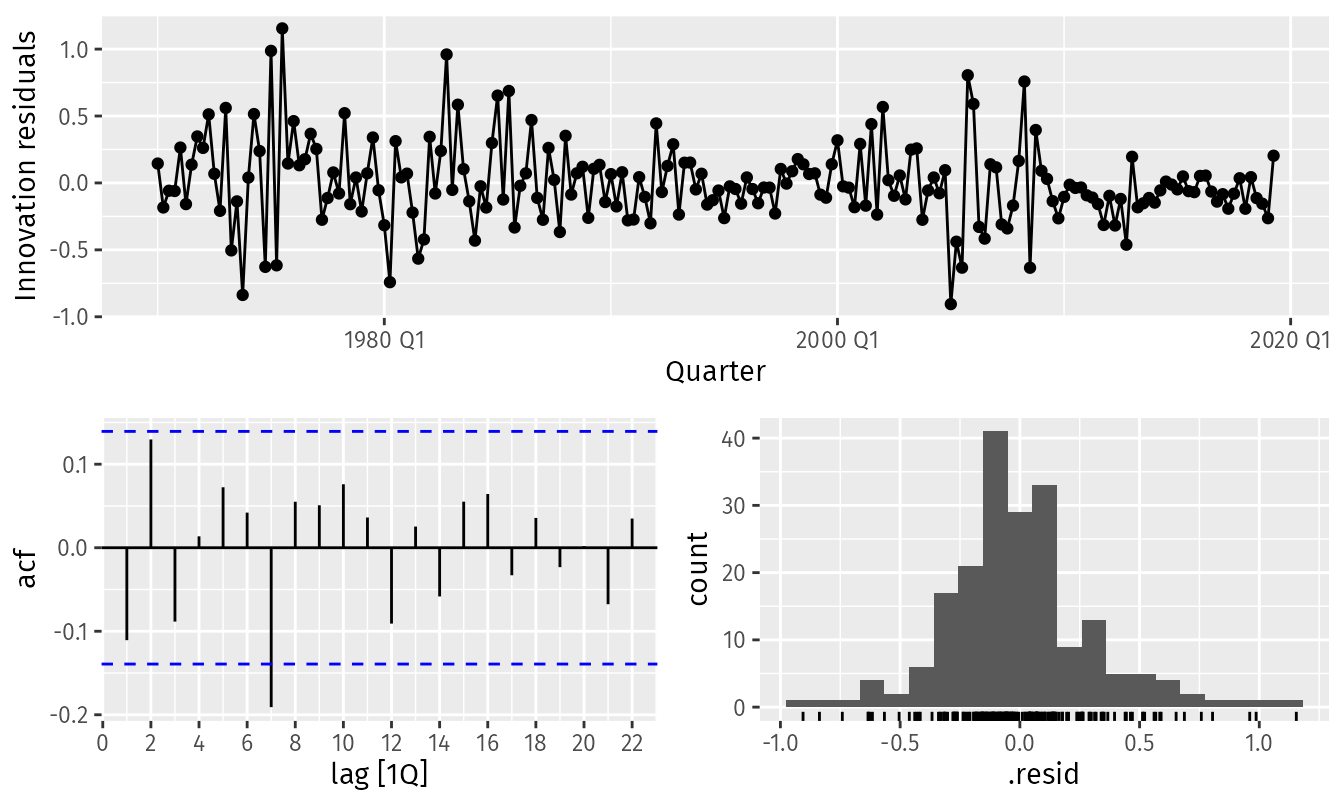 Innovation residuals
1.0
0.5
0.0
-0.5
-1.0
1980 Q1
2000 Q1
2020 Q1
Quarter
acf
0.1
0.0
-0.1
-0.2
0 2 4 6 8 10 12 14 16 18 20 22
lag [1Q]
count
40
30
20
10
0
-1.0 -0.5 0.0 0.5 1.0
.resid